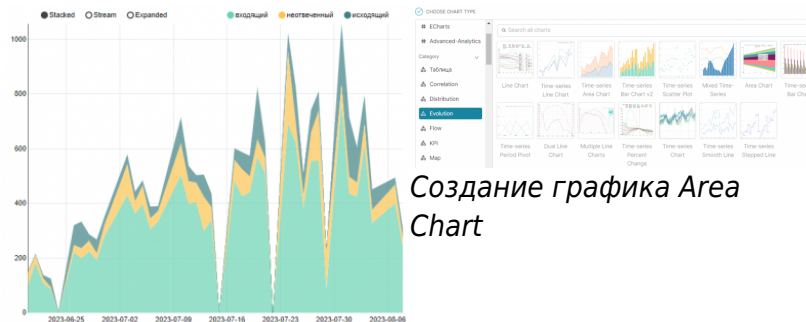 Stacked Stream Expanded входящий неотвеченный исходящий
1000
800
600
400
200
0
2023-06-25 2023-07-02 2023-07-09 2023-07-16 2023-07-23 2023-07-30 2023-08-06
CHOOSE CHART TYPE
ECharts
Advanced-Analytics
Category
Таблица
Correlation
Distribution
Evolution
Flow
KPI
Map
Search all charts
Line Chart
Time-series Line Chart
Time-series Area Chart
Time-series Bar Chart v2
Time-series Scatter Plot
Mixed Time-Series
Area Chart
Time-series Bar Cha
Time-series Period Pivot
Dual Line Chart
Multiple Line Charts
Time-series Percent Change
Time-series Chart
Time-series Smooth Line
Time-series Stepped Line
Создание графика Area
Chart